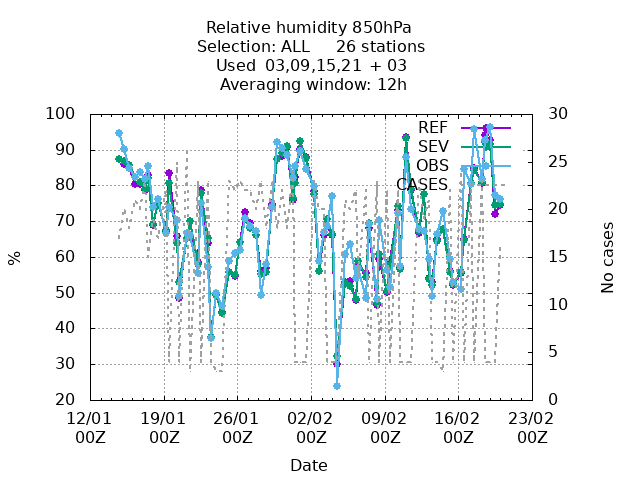 Relative humidity 850hPa
Selection: ALL     26 stations
Used  03,09,15,21 + 03
Averaging window: 12h
REF
SEV
OBS
CASES
100
90
80
70
60
50
40
30
20
30
25
20
15
10
5
0
%
No cases
12/01 19/01 26/01 02/02 09/02 16/02 23/02
00Z 00Z 00Z 00Z 00Z 00Z 00Z
Date